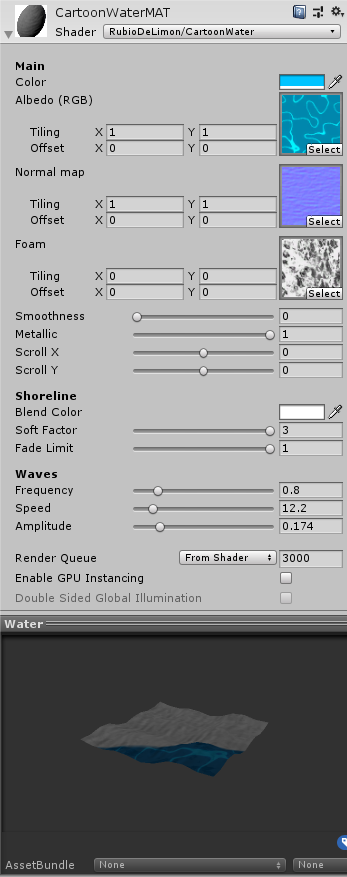 CartoonWaterMAT
Shader RubioDeLimon/CartoonWater
Main
Color
Albedo (RGB)
Tiling X 1 Y 1
Offset X 0 Y 0
Select
Normal map
Tiling X 1 Y 1
Offset X 0 Y 0
Select
Foam
Tiling X 0 Y 0
Offset X 0 Y 0
Select
Smoothness 0
Metallic 1
Scroll X 0
Scroll Y 0
Shoreline
Blend Color
Soft Factor 3
Fade Limit 1
Waves
Frequency 0.8
Speed 12.2
Amplitude 0.174
Render Queue From Shader 3000
Enable GPU Instancing
Double Sided Global Illumination
Water
AssetBundle None None